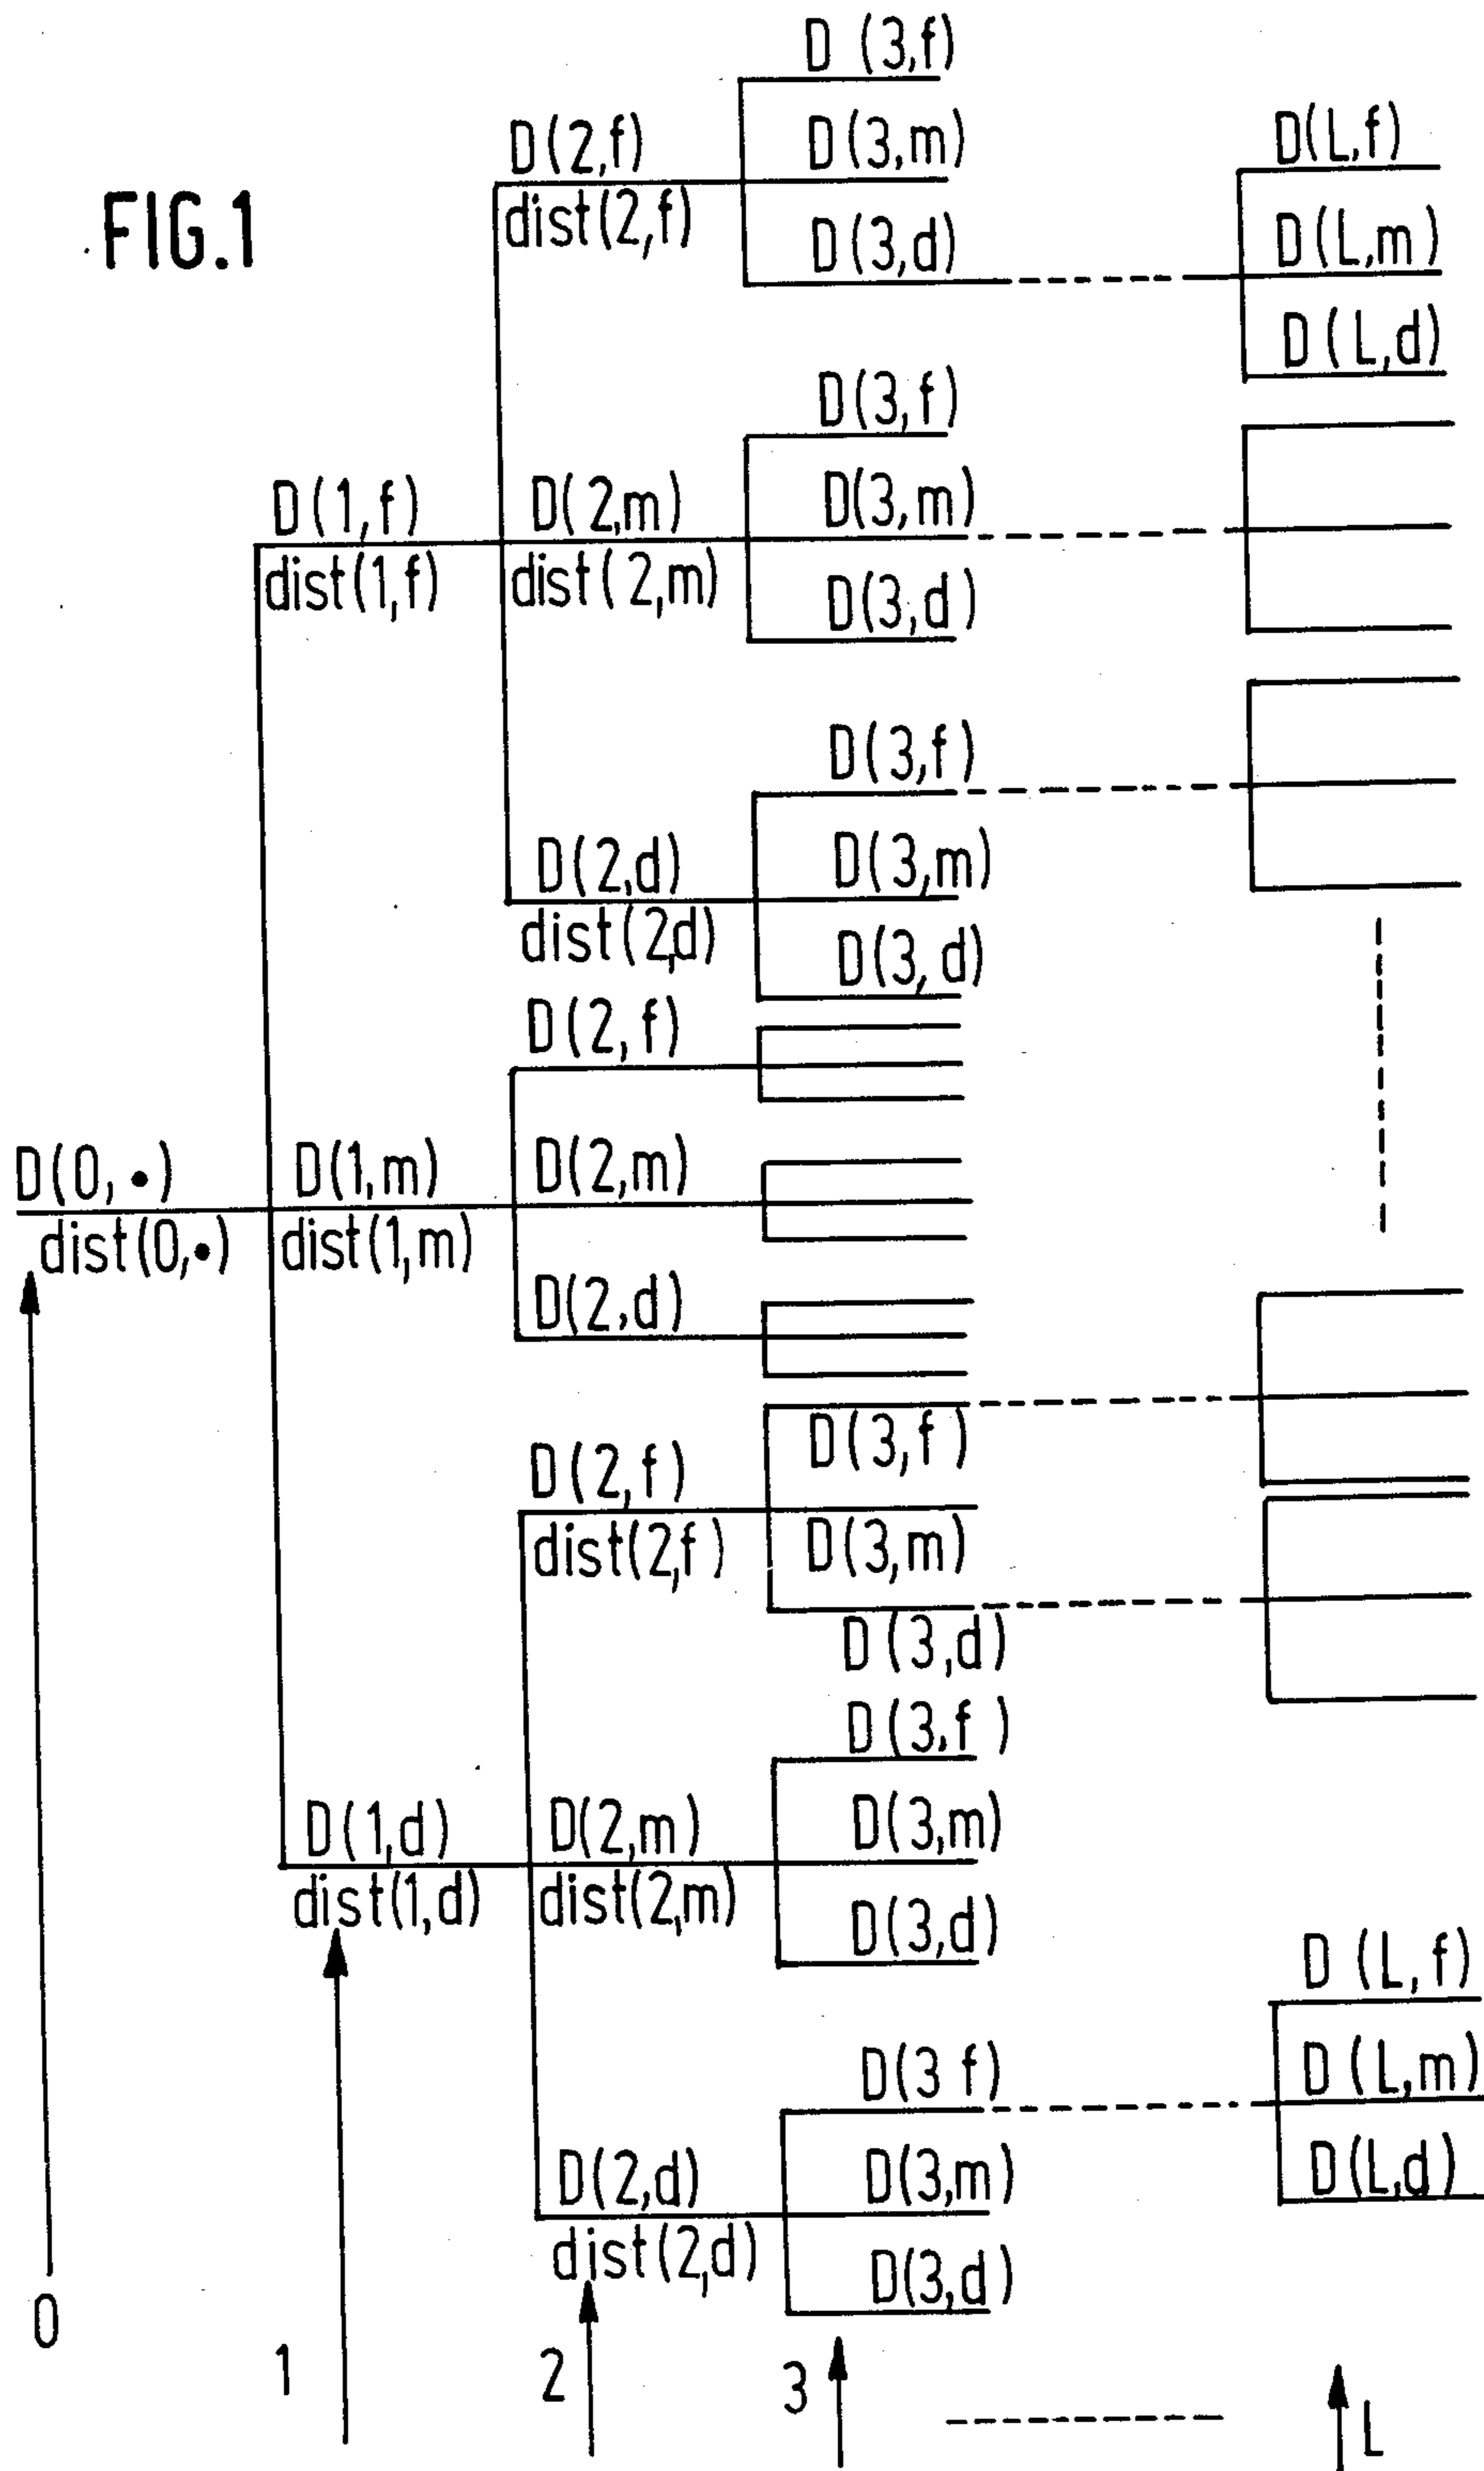 FIG.1
D (3,f)
D(3,m)
D(3,d)
D(2,f)
dist(2,f)
D(L,f)
D(L,m)
D(L,d)
D(3,f)
D(3,m)
D(3,d)
D(1,f)
dist(1,f)
D(2,m)
dist(2,m)
D(3,f)
D(3,m)
D(3,d)
D(2,d)
dist(2,d)
D(2,f)
D(2,m)
D(2,d)
D(0,•)
dist(0,•)
D(1,m)
dist(1,m)
D(3,f)
D(3,m)
D(3,d)
D(2,f)
dist(2,f)
D(3,f)
D(3,m)
D(3,d)
D(1,d)
dist(1,d)
D(2,m)
dist(2,m)
D(3 f)
D(3,m)
D(3,d)
D(2,d)
dist(2,d)
D (L,f)
D (L,m)
D(L,d)
0
1
2
3
L